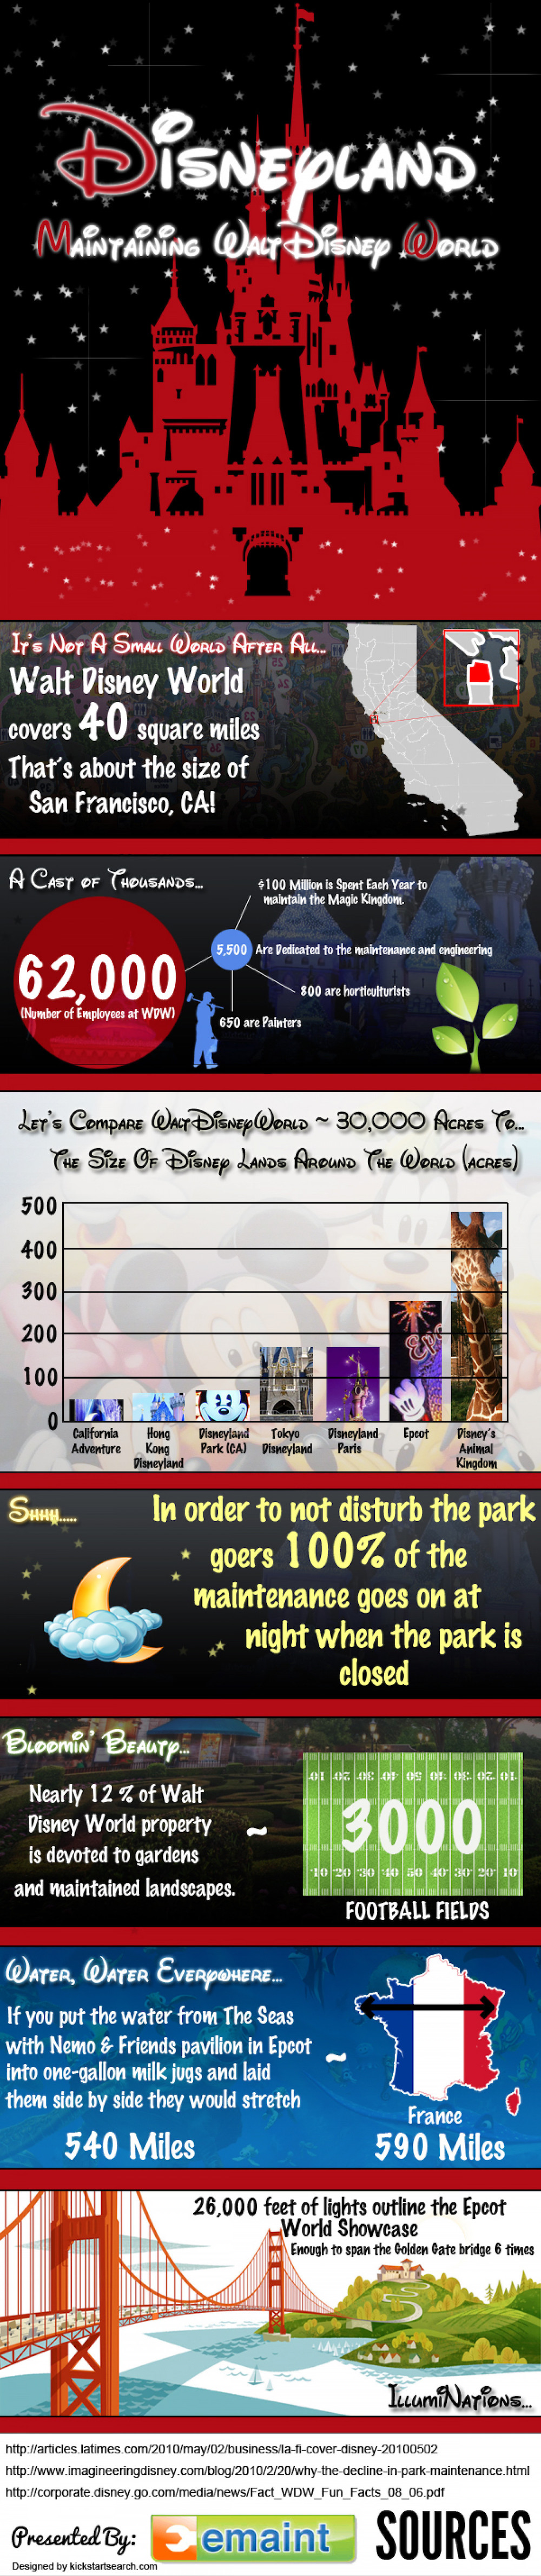 DISNEYLAND
MAINTAINING WALT DISNEY WORLD
IT'S NOT A SMALL WORLD AFTER ALL...
Walt Disney World
covers 40 square miles
That's about the size of
San Francisco, CA!
A CAST OF THOUSANDS...
$100 Million is Spent Each Year to
maintain the Magic Kingdom.
5,500 Are Dedicated to the maintenance and engineering
62,000
(Number of Employees at WDW)
800 are horticulturists
650 are Painters
LET'S COMPARE WALT DISNEY WORLD ~ 30,000 ACRES TO...
THE SIZE OF DISNEY LANDS AROUND THE WORLD (ACRES)
500
400
300
200
100
0
California Adventure
Hong Kong Disneyland
Disneyland Park (CA)
Tokyo Disneyland
Disneyland Paris
Epcot
Disney's Animal Kingdom
SHHH.....
In order to not disturb the park
goers 100% of the
maintenance goes on at
night when the park is
closed
BLOOMIN' BEAUTY...
Nearly 12 % of Walt
Disney World property
is devoted to gardens
and maintained landscapes.
~
3000
10 20 30 40 50 40 30 20 10
FOOTBALL FIELDS
WATER, WATER EVERYWHERE...
If you put the water from The Seas
with Nemo & Friends pavilion in Epcot
into one-gallon milk jugs and laid
them side by side they would stretch
540 Miles
~
France
590 Miles
26,000 feet of lights outline the Epcot
World Showcase
Enough to span the Golden Gate bridge 6 times
ILLUMINATIONS...
http://articles.latimes.com/2010/may/02/business/la-fi-cover-disney-20100502
http://www.imagineeringdisney.com/blog/2010/2/20/why-the-decline-in-park-maintenance.html
http://corporate.disney.go.com/media/news/Fact_WDW_Fun_Facts_08_06.pdf
Presented By:
emaint
SOURCES
Designed by kickstartsearch.com